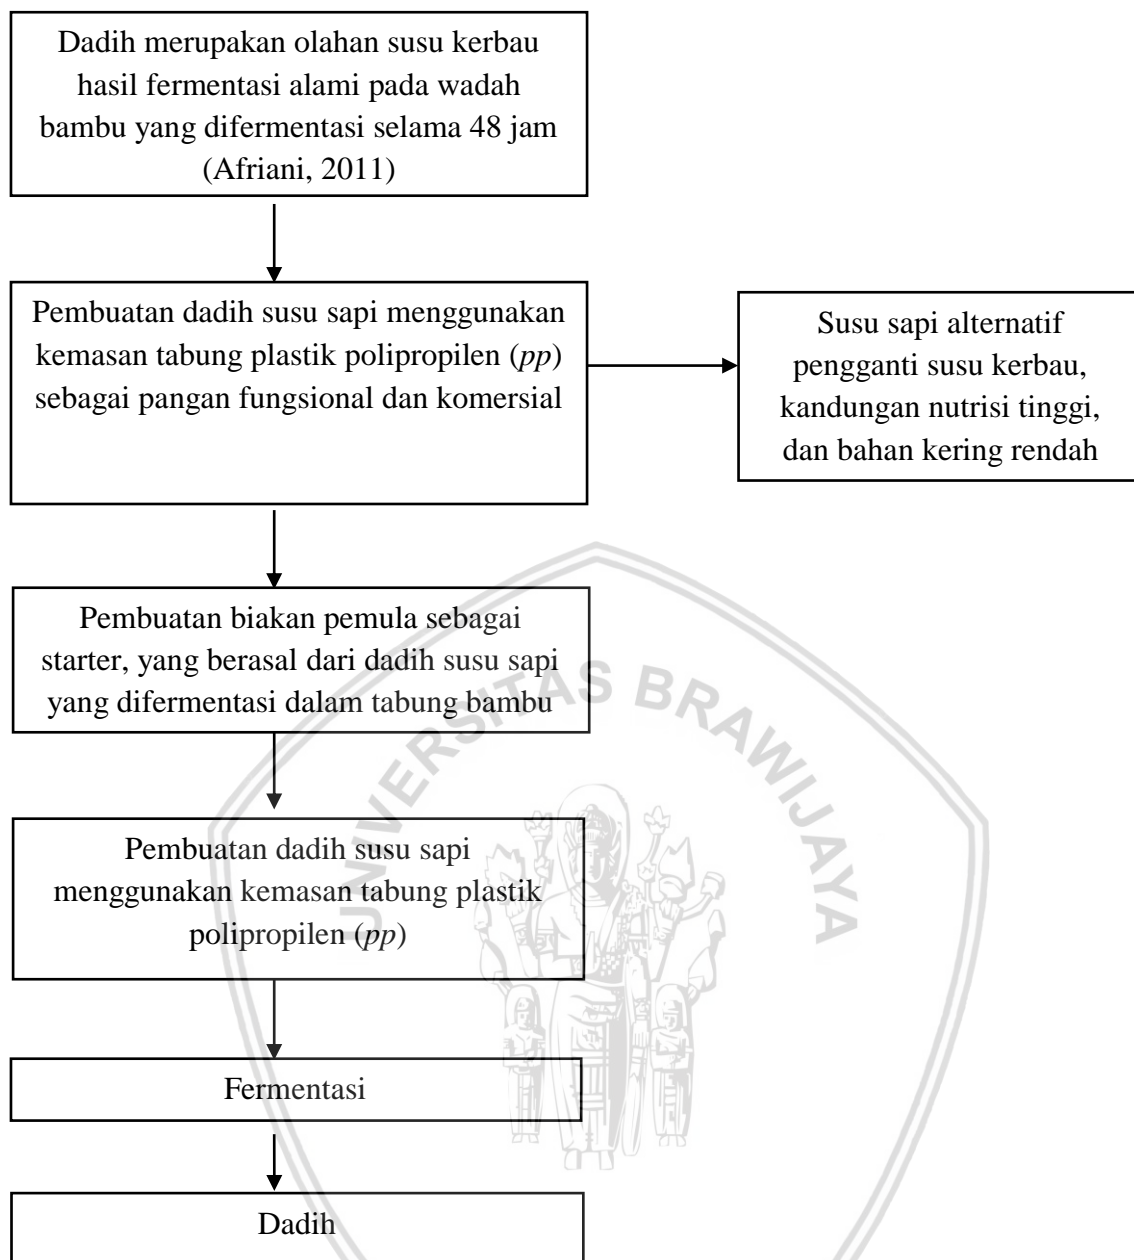 Dadih merupakan olahan susu kerbau
hasil fermentasi alami pada wadah
bambu yang difermentasi selama 48 jam
(Afriani, 2011)
Pembuatan dadih susu sapi menggunakan
kemasan tabung plastik polipropilen (pp)
sebagai pangan fungsional dan komersial
Susu sapi alternatif
pengganti susu kerbau,
kandungan nutrisi tinggi,
dan bahan kering rendah
Pembuatan biakan pemula sebagai
starter, yang berasal dari dadih susu sapi
yang difermentasi dalam tabung bambu
UNIVERSITAS BRAWIJAYA
Pembuatan dadih susu sapi
menggunakan kemasan tabung plastik
polipropilen (pp)
Fermentasi
Dadih